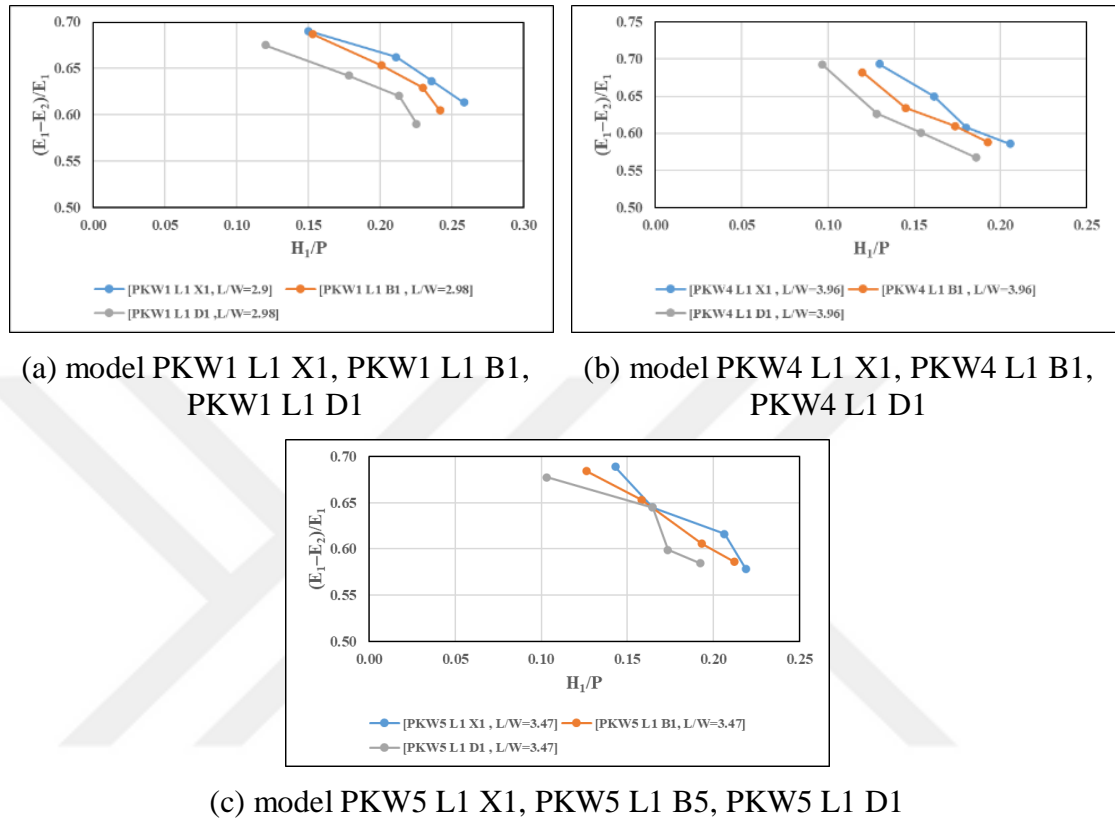 0.70
0.65
0.60
0.55
0.50
(E₁−E₂)/E₁
0.00 0.05 0.10 0.15 0.20 0.25 0.30
H₁/P
[PKW1 L1 X1, L/W=2.9] [PKW1 L1 B1 , L/W=2.98]
[PKW1 L1 D1 ,L/W=2.98]
0.75
0.70
0.65
0.60
0.55
0.50
(E₁−E₂)/E₁
0.00 0.05 0.10 0.15 0.20 0.25
H₁/P
[PKW4 L1 X1 , L/W=3.96] [PKW4 L1 B1 , L/W=3.96]
[PKW4 L1 D1 , L/W=3.96]
(a) model PKW1 L1 X1, PKW1 L1 B1,
PKW1 L1 D1
(b) model PKW4 L1 X1, PKW4 L1 B1,
PKW4 L1 D1
0.70
0.65
0.60
0.55
0.50
(E₁−E₂)/E₁
0.00 0.05 0.10 0.15 0.20 0.25
H₁/P
[PKW5 L1 X1 , L/W=3.47] [PKW5 L1 B1, L/W=3.47]
[PKW5 L1 D1 , L/W=3.47]
(c) model PKW5 L1 X1, PKW5 L1 B5, PKW5 L1 D1